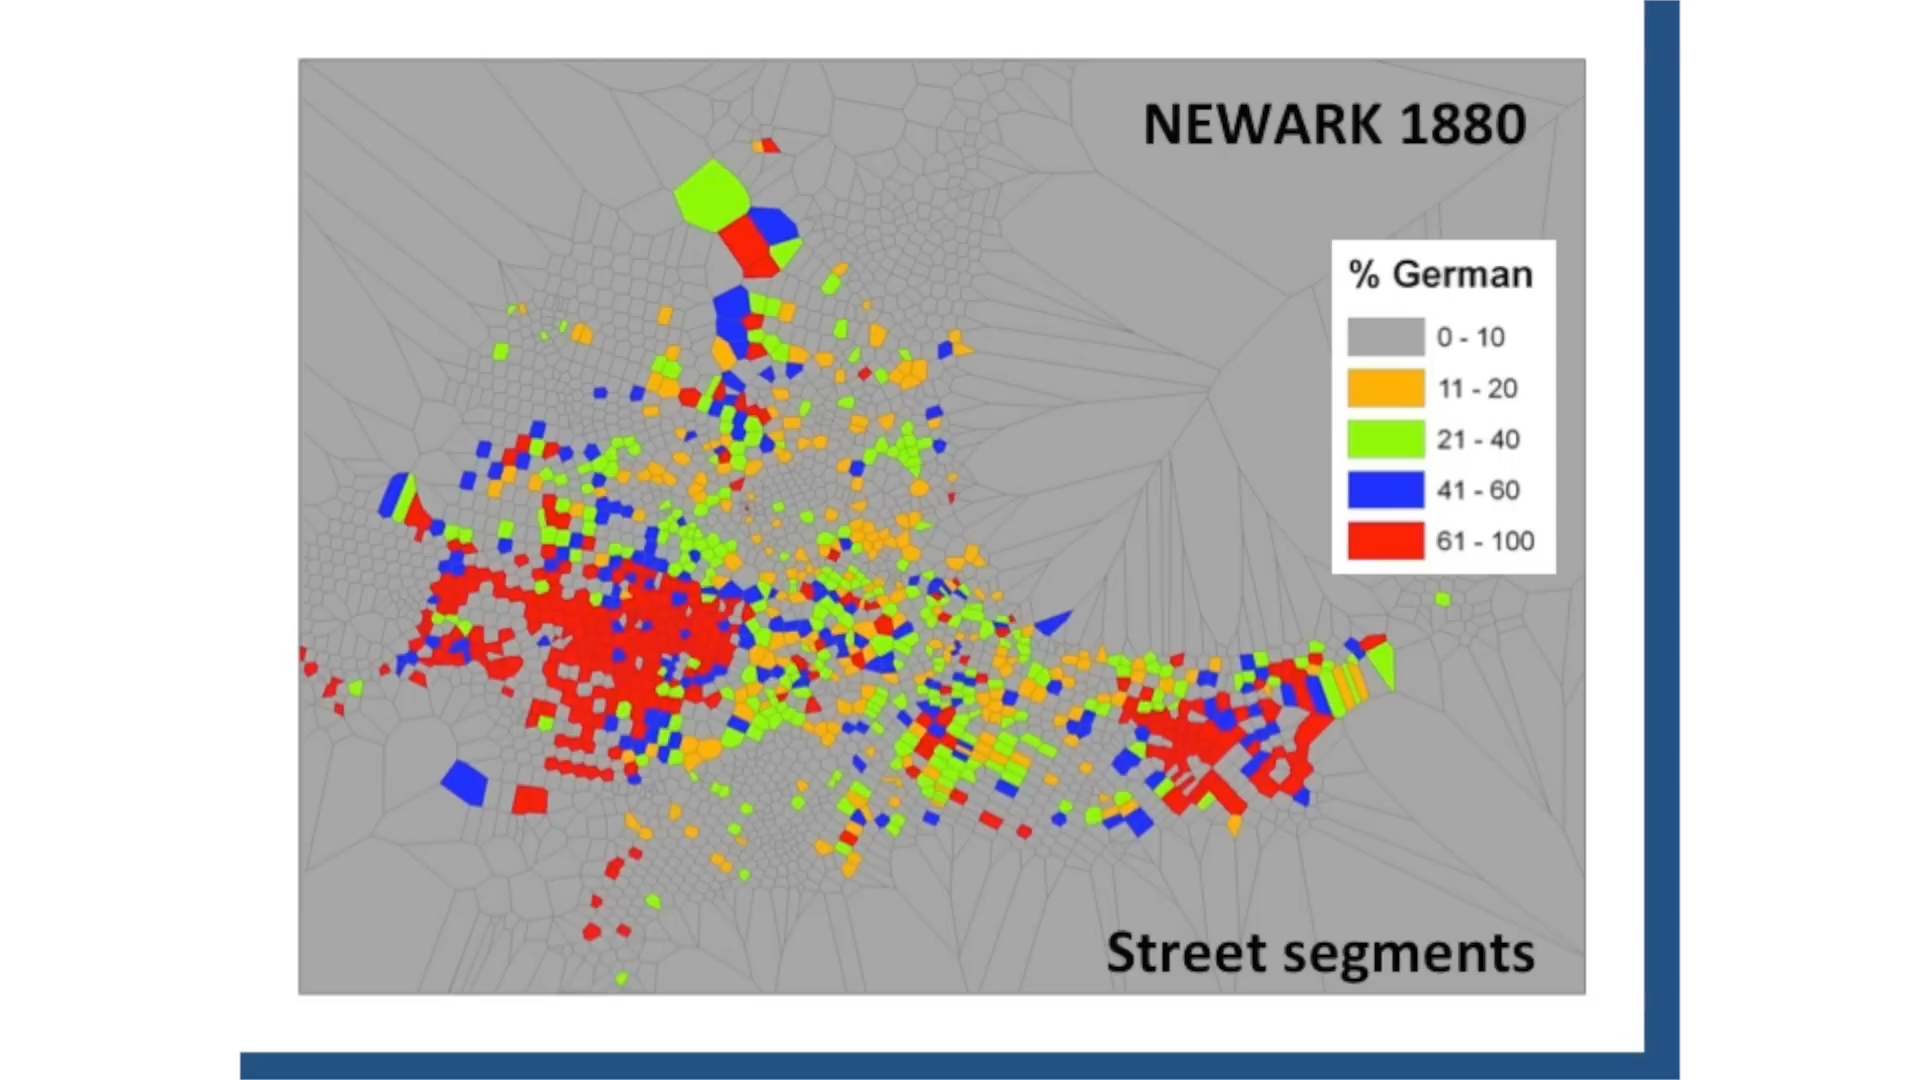 NEWARK 1880
% German
0 - 10
11 - 20
21 - 40
41 - 60
61 - 100
Street segments